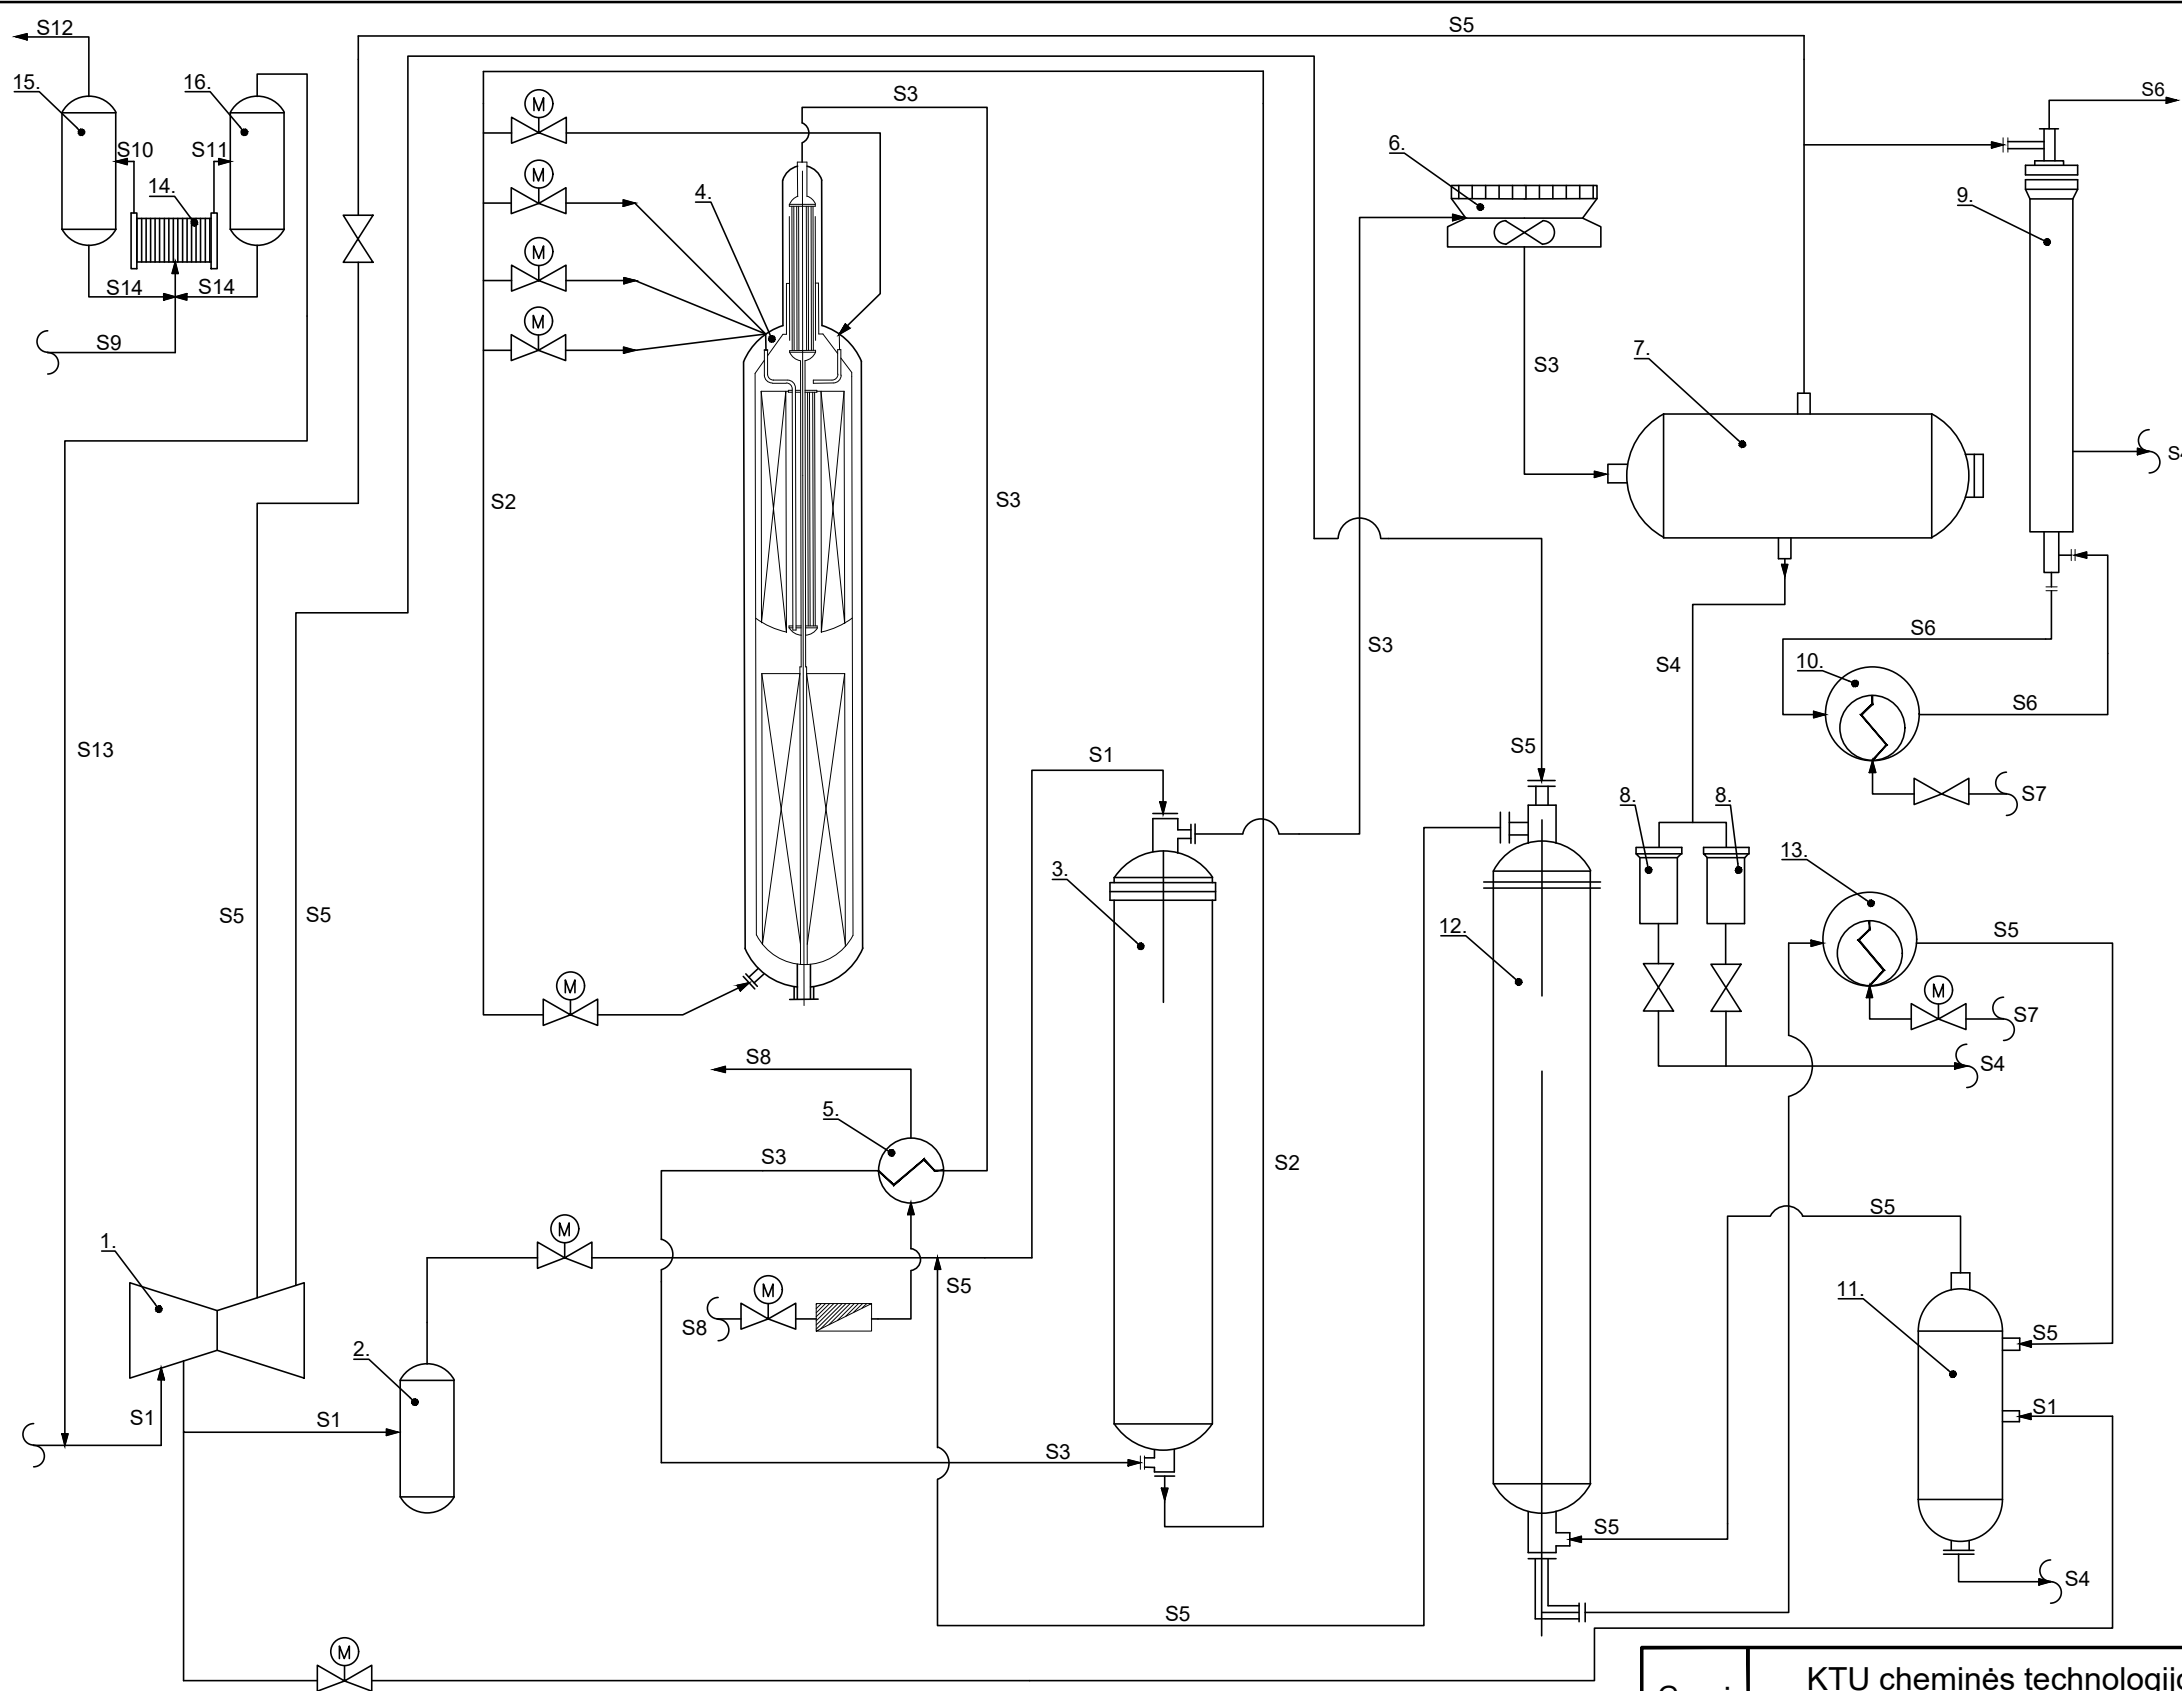 S12
S5
15.
16.
S6
S10
S11
14.
M
S3
6.
M
4.
9.
M
S14
S14
S9
M
S3
7.
S2
S3
S13
S3
S4
S6
10.
S6
S1
S5
S7
8.
8.
13.
3.
S5
S5
12.
S5
M
M
S7
S8
S4
5.
S3
S2
S5
1.
M
S5
M
11.
S8
2.
S5
S1
S1
S1
S3
S5
S4
S5
M
KTU cheminės